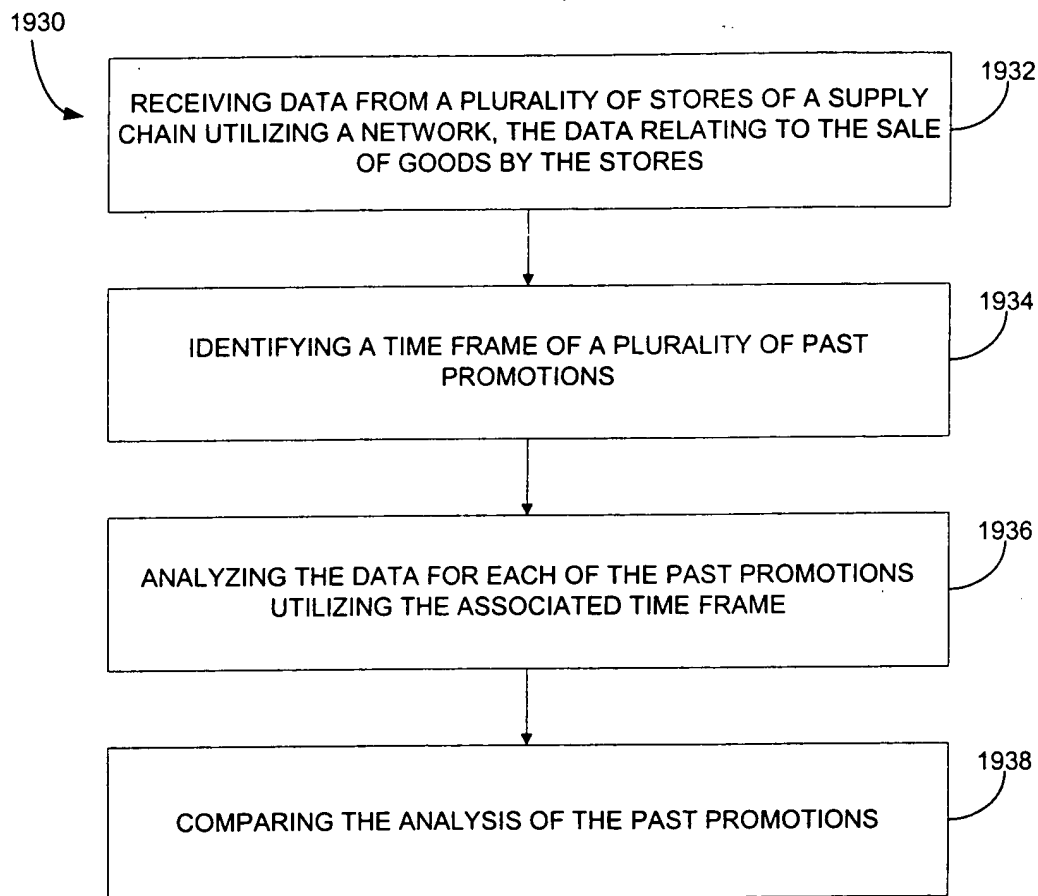 1930
1932
RECEIVING DATA FROM A PLURALITY OF STORES OF A SUPPLY
CHAIN UTILIZING A NETWORK, THE DATA RELATING TO THE SALE
OF GOODS BY THE STORES
1934
IDENTIFYING A TIME FRAME OF A PLURALITY OF PAST
PROMOTIONS
1936
ANALYZING THE DATA FOR EACH OF THE PAST PROMOTIONS
UTILIZING THE ASSOCIATED TIME FRAME
1938
COMPARING THE ANALYSIS OF THE PAST PROMOTIONS